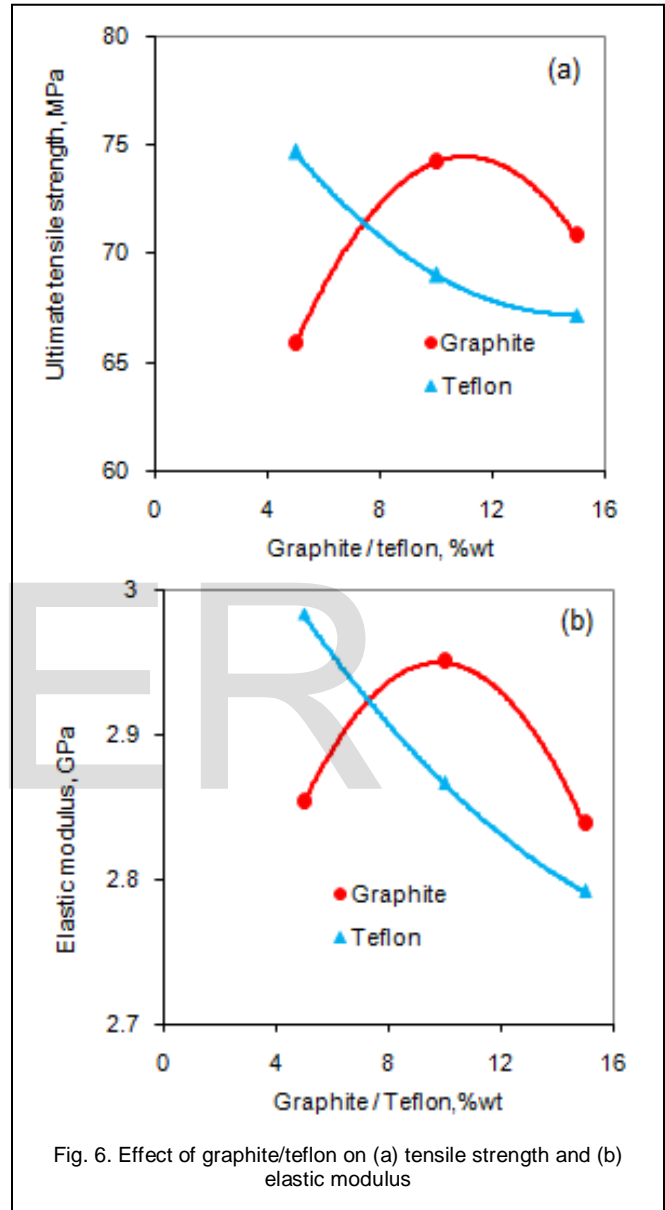 80
(a)
75
Ultimate tensile strength, MPa
70
65
Graphite
Teflon
60
0 4 8 12 16
Graphite / teflon, %wt
3
(b)
2.9
Elastic modulus, GPa
2.8
Graphite
Teflon
2.7
0 4 8 12 16
Graphite / Teflon,%wt
ER
Fig. 6. Effect of graphite/teflon on (a) tensile strength and (b)
elastic modulus